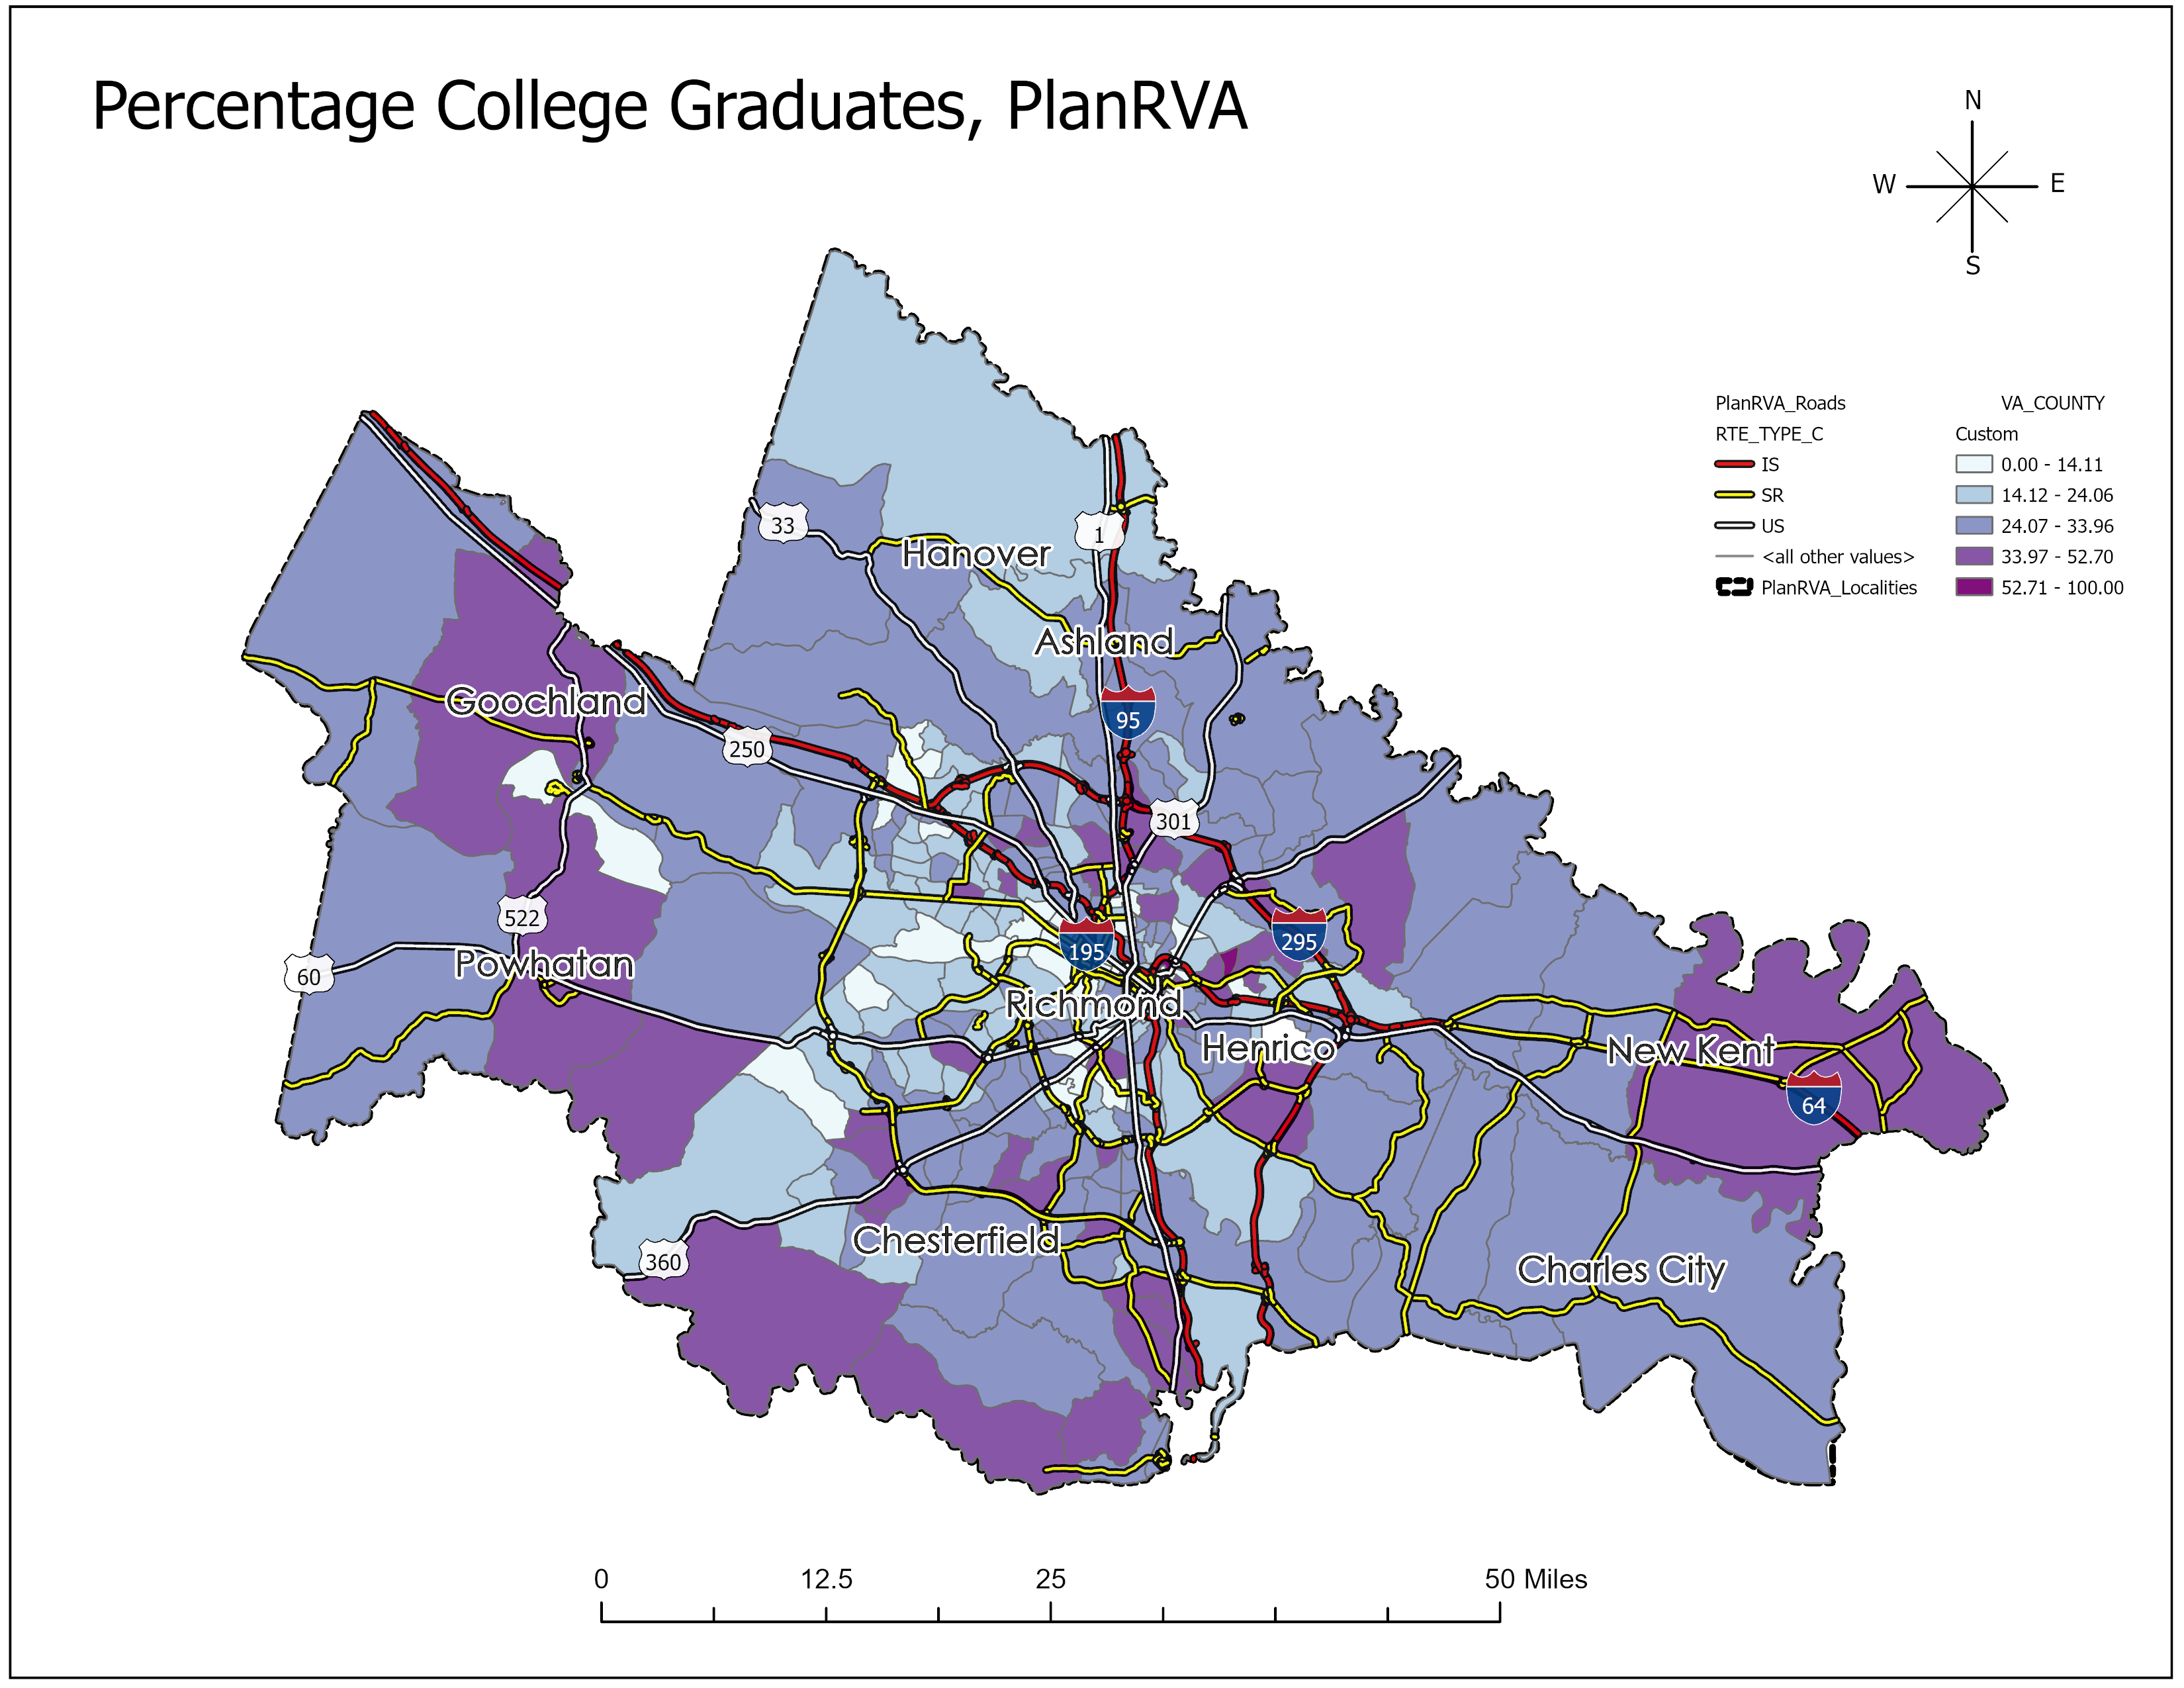 Percentage College Graduates, PlanRVA
N
W E
S
PlanRVA_Roads
RTE_TYPE_C
IS
SR
US
<all other values>
PlanRVA_Localities
VA_COUNTY
Custom
0.00 - 14.11
14.12 - 24.06
24.07 - 33.96
33.97 - 52.70
52.71 - 100.00
33
1
Hanover
Ashland
Goochland
95
250
301
522
195
295
60
Powhatan
Richmond
Henrico
New Kent
64
Chesterfield
360
Charles City
0 12.5 25 50 Miles